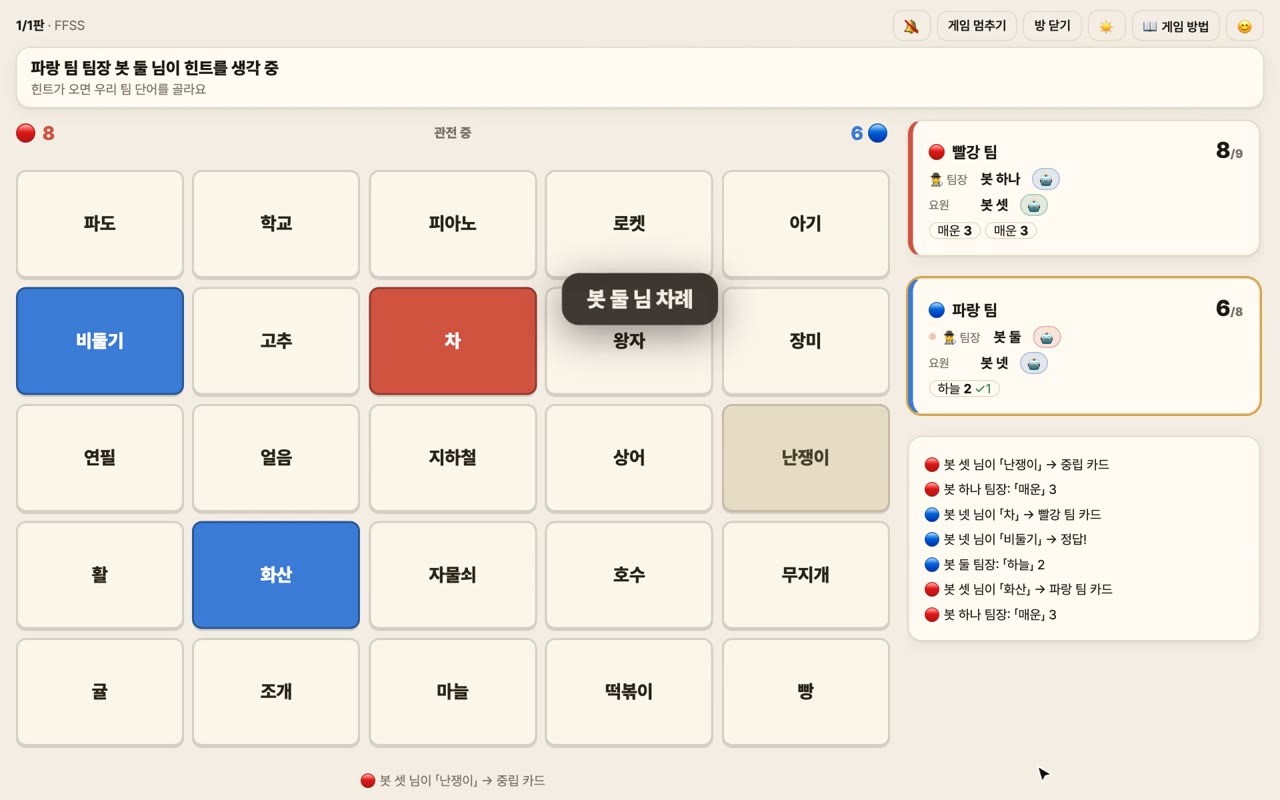 1/1판 · FFSS
게임 멈추기
방 닫기
게임 방법
파랑 팀 팀장 봇 둘 님이 힌트를 생각 중
힌트가 오면 우리 팀 단어를 골라요
8
관전 중
6
파도
학교
피아노
로켓
아기
봇 둘 님 차례
비둘기
고추
차
왕자
장미
연필
얼음
지하철
상어
난쟁이
활
화산
자물쇠
호수
무지개
귤
조개
마늘
떡볶이
빵
봇 셋 님이 「난쟁이」 → 중립 카드
빨강 팀
8/9
팀장 봇 하나
요원 봇 셋
매운 3 매운 3
파랑 팀
6/8
팀장 봇 둘
요원 봇 넷
하늘 2 ✓1
봇 셋 님이 「난쟁이」 → 중립 카드
봇 하나 팀장: 「매운」 3
봇 넷 님이 「차」 → 빨강 팀 카드
봇 넷 님이 「비둘기」 → 정답!
봇 둘 팀장: 「하늘」 2
봇 셋 님이 「화산」 → 파랑 팀 카드
봇 하나 팀장: 「매운」 3